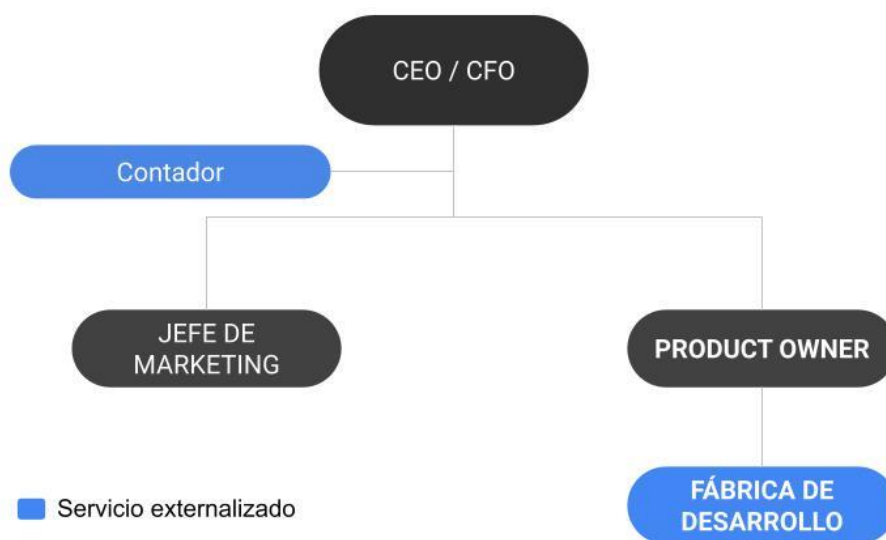 CEO / CFO
Contador
JEFE DE
MARKETING
PRODUCT OWNER
FÁBRICA DE
DESARROLLO
Servicio externalizado